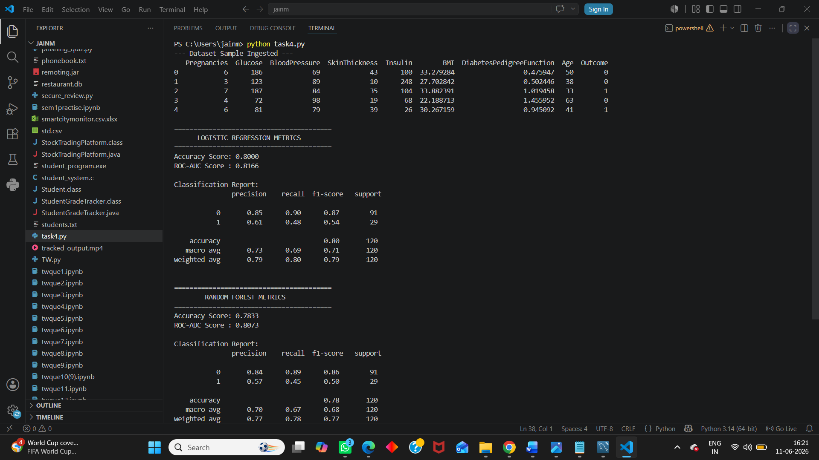 File Edit Selection View Go Run Terminal Help
jainm
Sign In
EXPLORER
JAINM
phonebook.txt
remoting.jar
restaurant.db
secure_review.py
sem1practise.ipynb
smartcitymonitor.csv.xlsx
std.csv
StockTradingPlatform.class
StockTradingPlatform.java
student_program.exe
student_system.c
Student.class
StudentGradeTracker.class
StudentGradeTracker.java
students.txt
task4.py
tracked_output.mp4
TW.py
twque1.ipynb
twque2.ipynb
twque3.ipynb
twque4.ipynb
twque5.ipynb
twque6.ipynb
twque7.ipynb
twque8.ipynb
twque9.ipynb
twque10(9).ipynb
twque11.ipynb
OUTLINE
TIMELINE
PROBLEMS OUTPUT DEBUG CONSOLE TERMINAL
powershell
PS C:\Users\jainm> python task4.py
--- Dataset Sample Ingested ---
Pregnancies Glucose BloodPressure SkinThickness Insulin BMI DiabetesPedigreeFunction Age Outcome
0 6 186 69 43 100 33.279284 0.475947 50 0
1 3 123 89 10 248 27.702842 0.502446 38 0
2 7 187 84 35 104 33.882391 1.019458 33 1
3 4 72 98 19 68 22.188713 1.455952 63 0
4 6 81 79 39 26 30.267159 0.945092 41 1
========================================
LOGISTIC REGRESSION METRICS
========================================
Accuracy Score: 0.8000
ROC-AUC Score : 0.8166
Classification Report:
precision recall f1-score support
0 0.85 0.90 0.87 91
1 0.61 0.48 0.54 29
accuracy 0.80 120
macro avg 0.73 0.69 0.71 120
weighted avg 0.79 0.80 0.79 120
========================================
RANDOM FOREST METRICS
========================================
Accuracy Score: 0.7833
ROC-AUC Score : 0.8073
Classification Report:
precision recall f1-score support
0 0.84 0.89 0.86 91
1 0.57 0.45 0.50 29
accuracy 0.78 120
macro avg 0.70 0.67 0.68 120
weighted avg 0.77 0.78 0.77 120
0 0
Ln 38, Col 1 Spaces: 4 UTF-8 CRLF { } Python Python 3.14 (64-bit) Go Live
World Cup cove...
FIFA World Cup...
Search
ENG
IN
16:21
11-06-2026